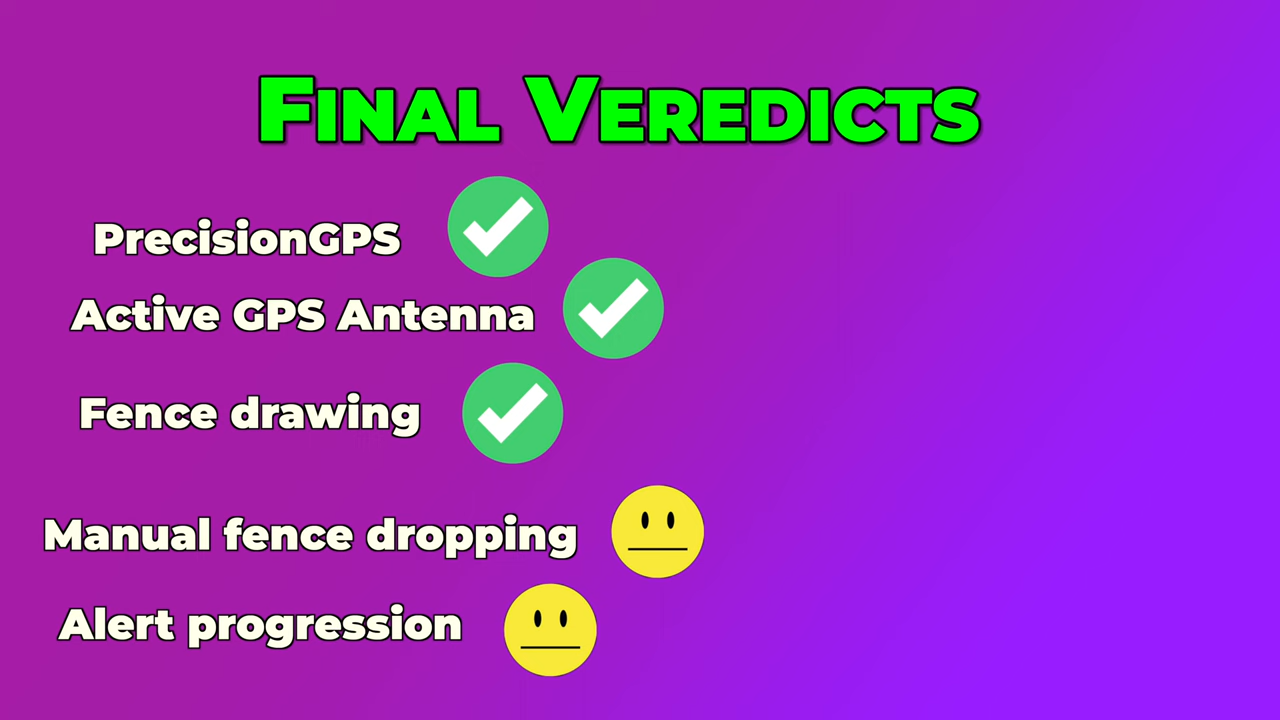 Final Veredicts
PrecisionGPS
Active GPS Antenna
Fence drawing
Manual fence dropping
Alert progression